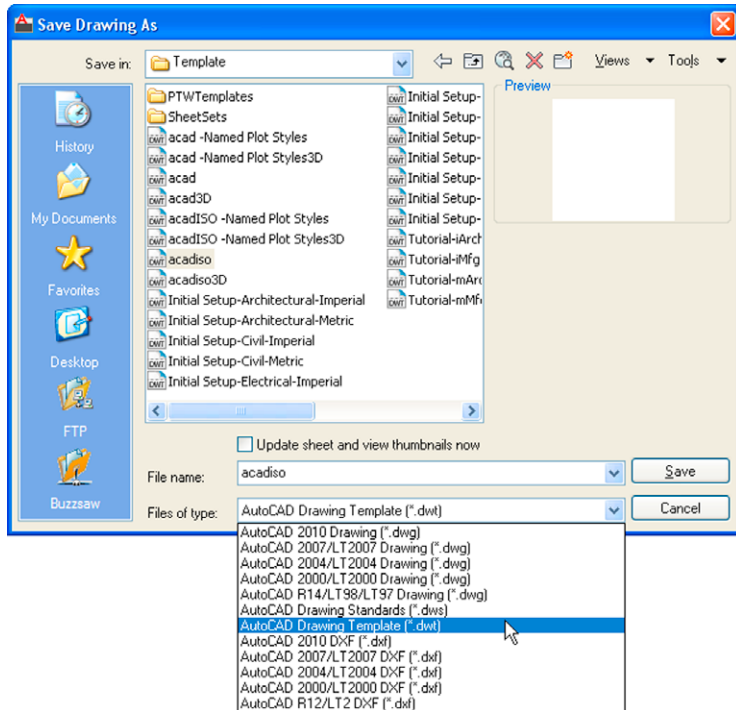 Save Drawing As
Save in:
Template
Views
Tools
History
My Documents
Favorites
Desktop
FTP
Buzzsaw
PTWTemplates
SheetSets
acad -Named Plot Styles
acad -Named Plot Styles3D
acad
acad3D
acadISO -Named Plot Styles
acadISO -Named Plot Styles3D
acadiso
acadiso3D
Initial Setup-Architectural-Imperial
Initial Setup-Architectural-Metric
Initial Setup-Civil-Imperial
Initial Setup-Civil-Metric
Initial Setup-Electrical-Imperial
Initial Setup-
Initial Setup-
Initial Setup-
Initial Setup-
Initial Setup-
Initial Setup-
Initial Setup-
Tutorial-iArch
Tutorial-iMfg
Tutorial-mArc
Tutorial-mMf
Preview
Update sheet and view thumbnails now
File name:
acadiso
Save
Files of type:
AutoCAD Drawing Template (*.dwt)
Cancel
AutoCAD 2010 Drawing (*.dwg)
AutoCAD 2007/LT2007 Drawing (*.dwg)
AutoCAD 2004/LT2004 Drawing (*.dwg)
AutoCAD 2000/LT2000 Drawing (*.dwg)
AutoCAD R14/LT98/LT97 Drawing (*.dwg)
AutoCAD Drawing Standards (*.dws)
AutoCAD Drawing Template (*.dwt)
AutoCAD 2010 DXF (*.dxf)
AutoCAD 2007/LT2007 DXF (*.dxf)
AutoCAD 2004/LT2004 DXF (*.dxf)
AutoCAD 2000/LT2000 DXF (*.dxf)
AutoCAD R12/LT2 DXF (*.dxf)